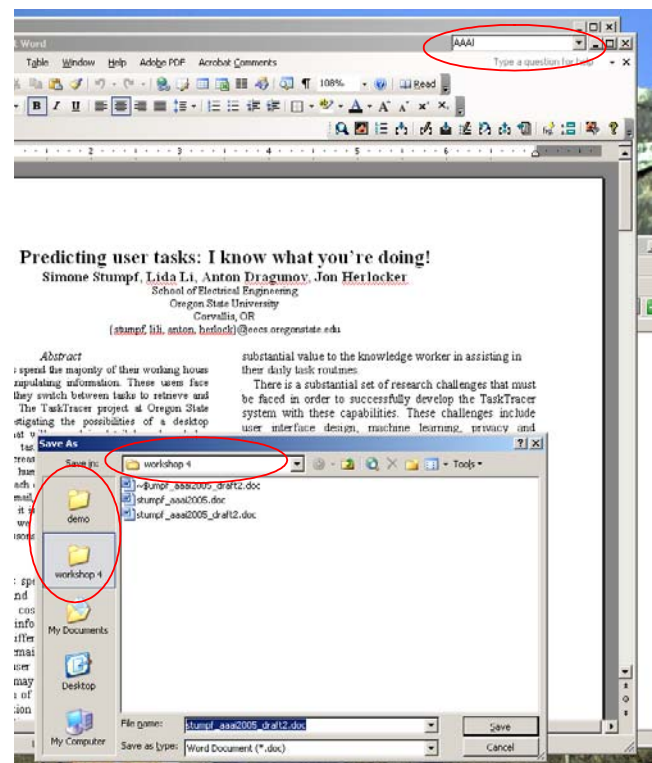 Word
AAAI
Table Window Help Adobe PDF Acrobat Comments
Type a question for help
108%
Read
B I U
2 3 4 5 6
Predicting user tasks: I know what you're doing!
Simone Stumpf, Lida Li, Anton Dragunov, Jon Herlocker
School of Electrical Engineering
Oregon State University
Corvallis, OR
{stumpf, lili, anton, herlock}@eecs.oregonstate.edu
Abstract
s spend the majority of their working hours
nipulating information. These users face
they switch between tasks to retrieve and
The TaskTracer project at Oregon State
stigating the possibilities of a desktop
substantial value to the knowledge worker in assisting in
their daily task routines.
There is a substantial set of research challenges that must
be faced in order to successfully develop the TaskTracer
system with these capabilities. These challenges include
user interface design, machine learning, privacy and
Save As
Save in:
workshop 4
Tools
~$umpf_aaai2005_draft2.doc
stumpf_aaai2005.doc
stumpf_aaai2005_draft2.doc
demo
workshop 4
My Documents
Desktop
My Computer
File name:
stumpf_aaai2005_draft2.doc
Save
Save as type:
Word Document (*.doc)
Cancel